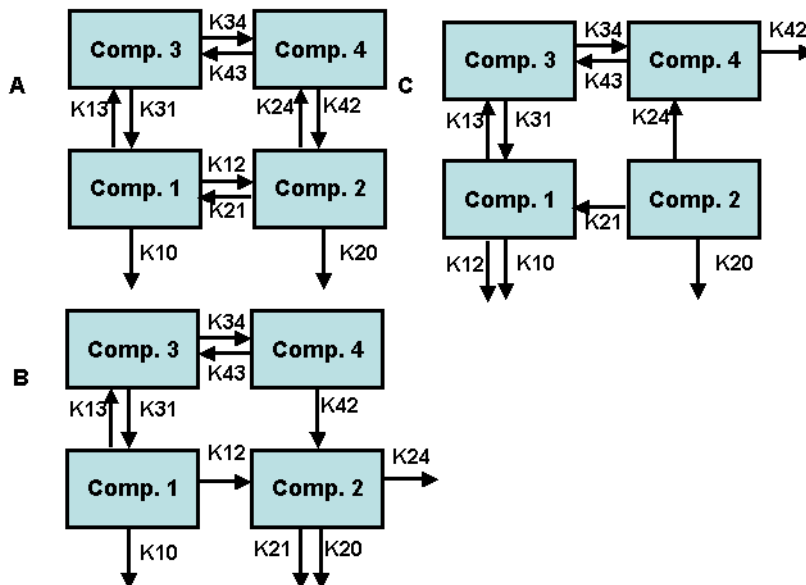 A
K34
Comp. 3
Comp. 4
K43
K13
K31
K24
K42
K12
Comp. 1
Comp. 2
K21
K10
K20
C
K34
K42
Comp. 3
Comp. 4
K43
K13
K31
K24
Comp. 1
Comp. 2
K21
K12
K10
K20
B
K34
Comp. 3
Comp. 4
K43
K13
K31
K42
K12
K24
Comp. 1
Comp. 2
K10
K21
K20